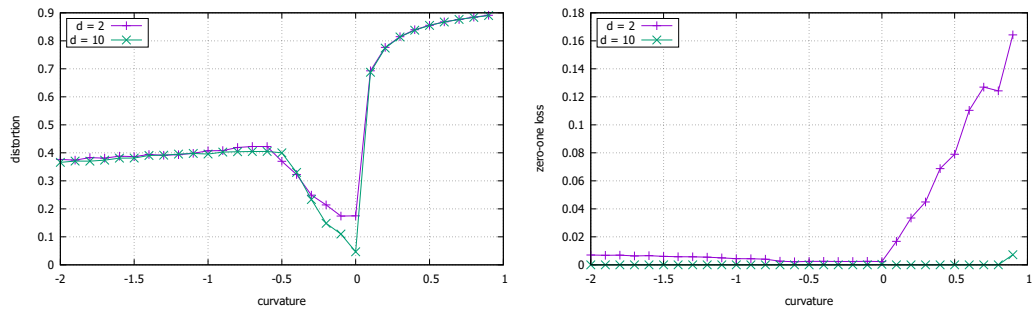 d = 2
d = 10
distortion
0.9
0.8
0.7
0.6
0.5
0.4
0.3
0.2
0.1
0
-2 -1.5 -1 -0.5 0 0.5 1
curvature
d = 2
d = 10
zero-one loss
0.18
0.16
0.14
0.12
0.1
0.08
0.06
0.04
0.02
0
-2 -1.5 -1 -0.5 0 0.5 1
curvature